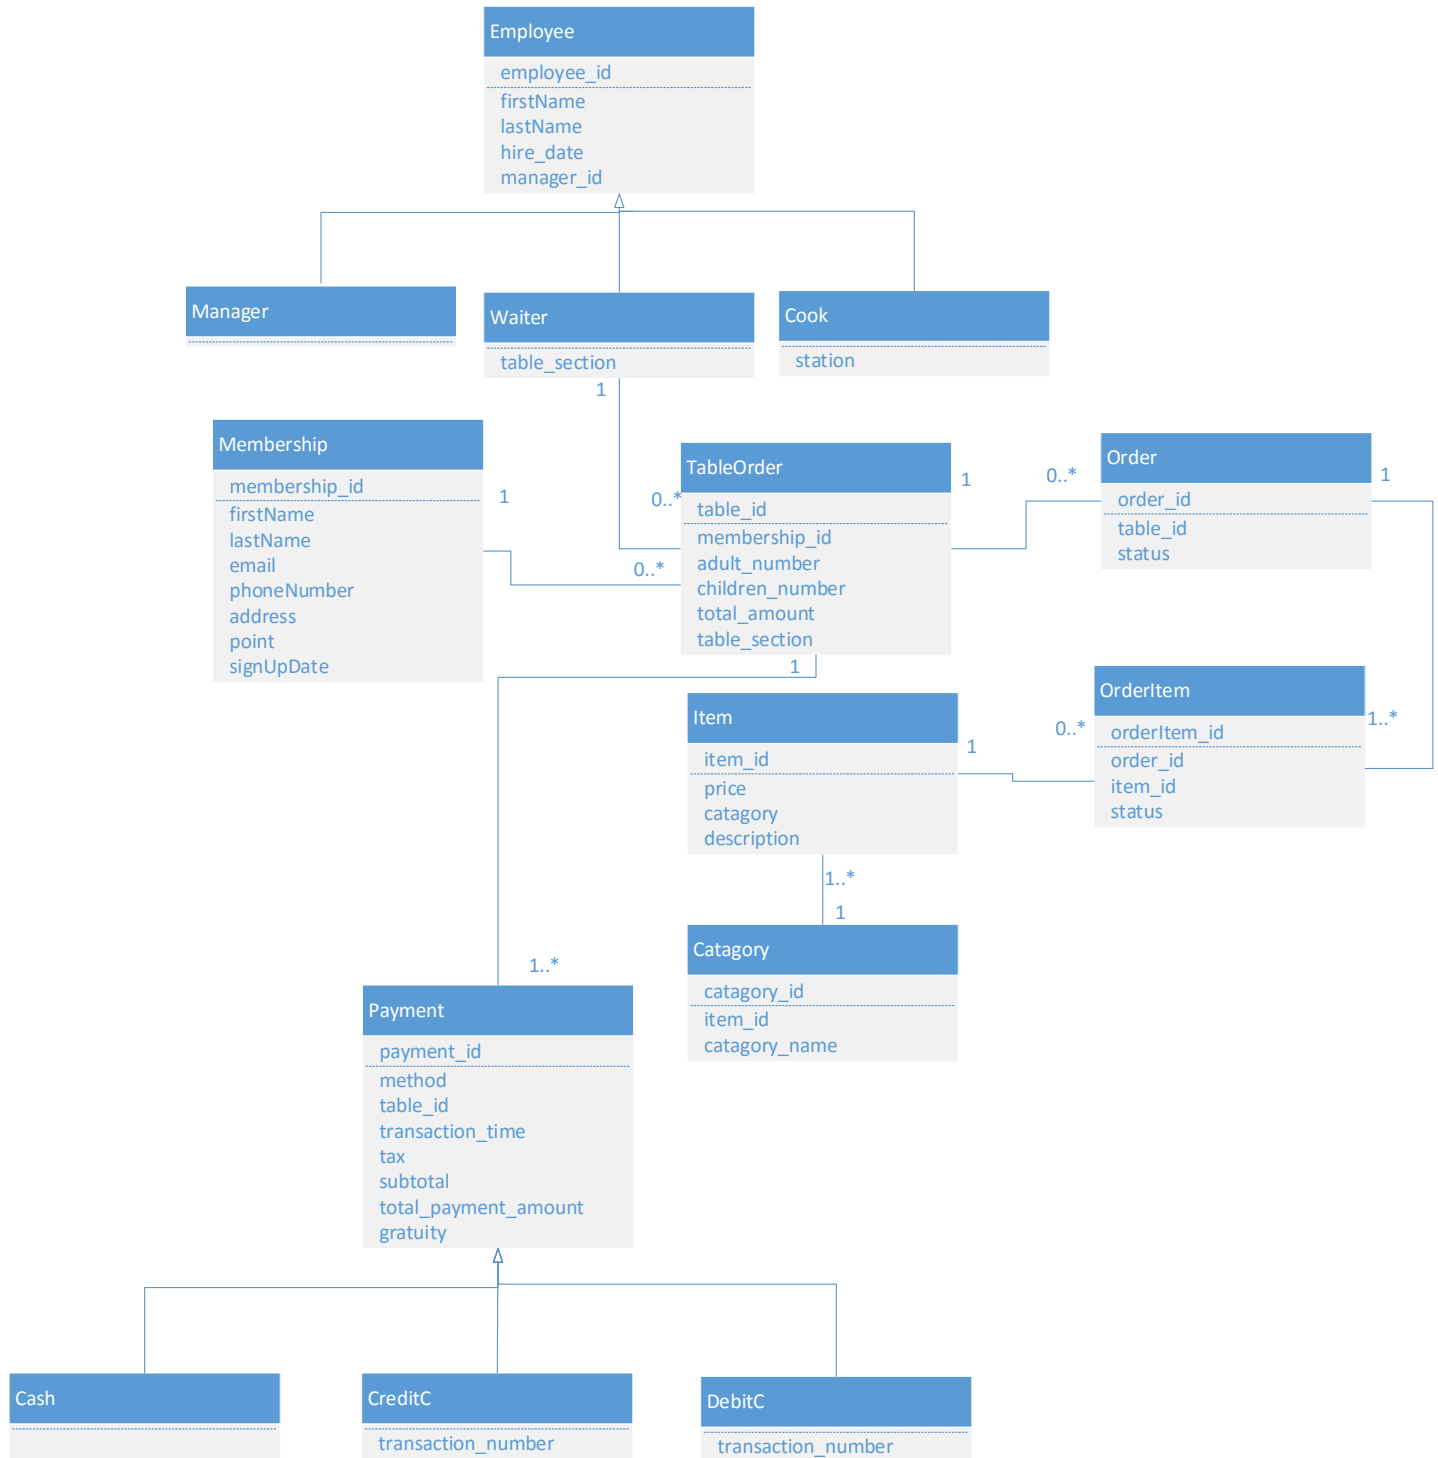 Employee
employee_id
firstName
lastName
hire_date
manager_id
Manager
Waiter
table_section
Cook
station
1
Membership
membership_id
firstName
lastName
email
phoneNumber
address
point
signUpDate
1
0..*
0..*
TableOrder
table_id
membership_id
adult_number
children_number
total_amount
table_section
1
0..*
1
Order
order_id
table_id
status
1
Item
item_id
price
catagory
description
1
0..*
OrderItem
orderItem_id
order_id
item_id
status
1..*
1..*
1
Catagory
catagory_id
item_id
catagory_name
1..*
Payment
payment_id
method
table_id
transaction_time
tax
subtotal
total_payment_amount
gratuity
Cash
CreditC
transaction_number
DebitC
transaction_number